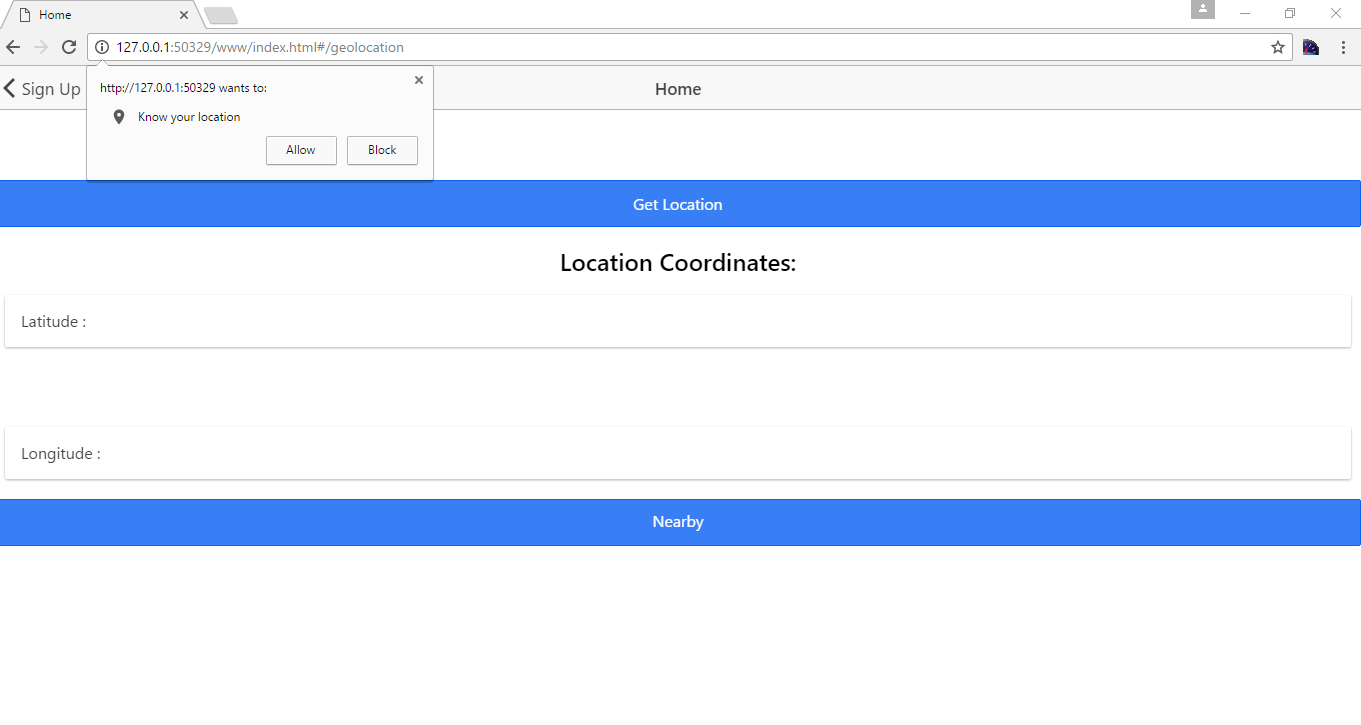 Home
127.0.0.1:50329/www/index.html#/geolocation
Sign Up
Home
http://127.0.0.1:50329 wants to:
Know your location
Allow
Block
Get Location
Location Coordinates:
Latitude :
Longitude :
Nearby